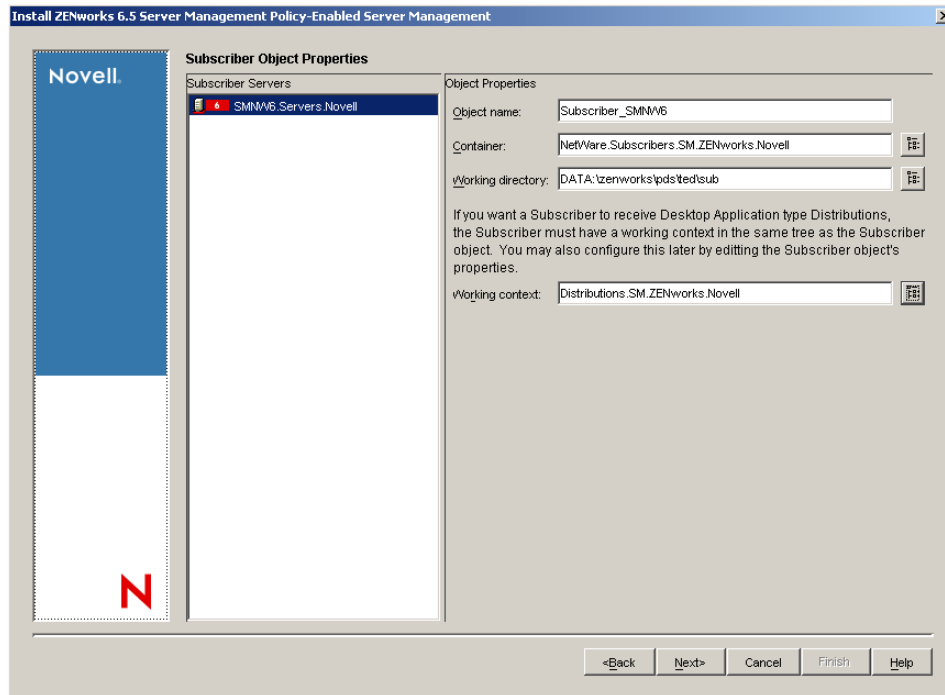 Install ZENworks 6.5 Server Management Policy-Enabled Server Management
Novell.
Subscriber Object Properties
Subscriber Servers
6 SMNW6.Servers.Novell
Object Properties
Object name: Subscriber_SMNW6
Container: NetWare.Subscribers.SM.ZENworks.Novell
Working directory: DATA:\zenworks\pds\ted\sub
If you want a Subscriber to receive Desktop Application type Distributions,
the Subscriber must have a working context in the same tree as the Subscriber
object. You may also configure this later by editting the Subscriber object's
properties.
Working context: Distributions.SM.ZENworks.Novell
N
«Back Next» Cancel Finish Help